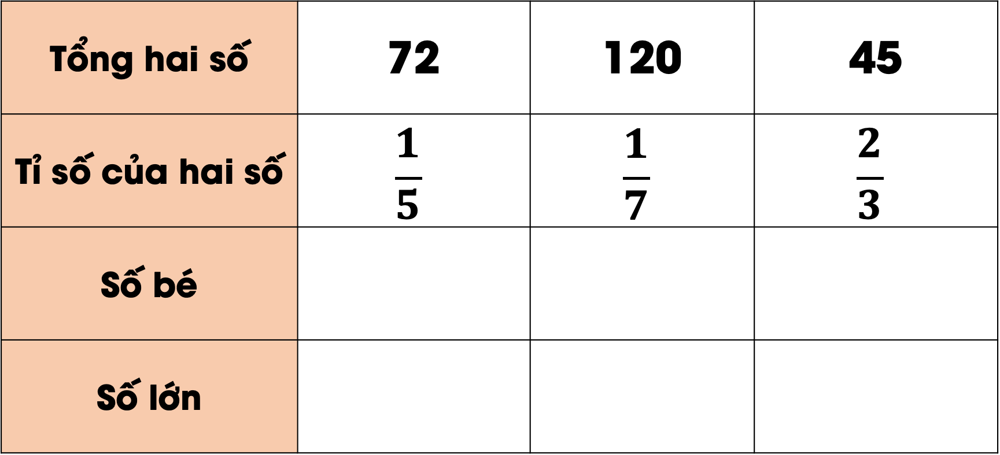 Tổng hai số 72 120 45
Tỉ số của hai số 1/5 1/7 2/3
Số bé
Số lớn